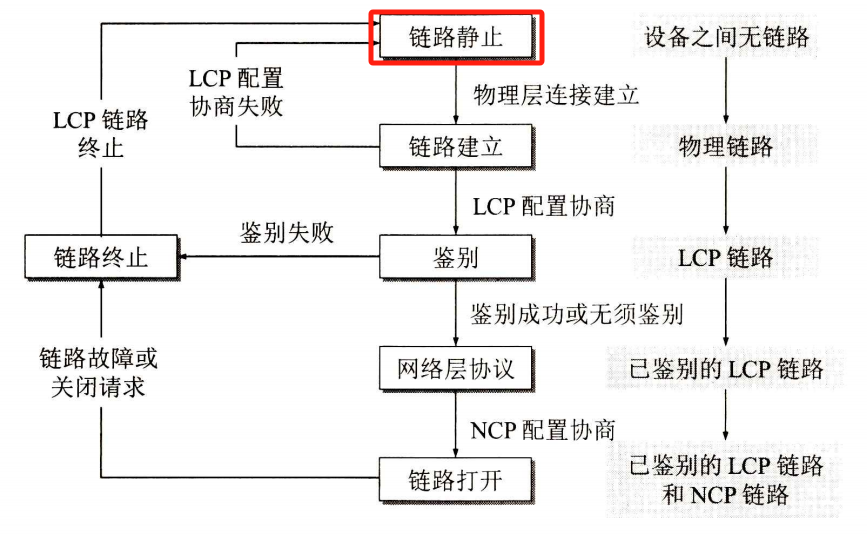 链路静止
设备之间无链路
LCP 配置
协商失败
物理层连接建立
LCP 链路
终止
链路建立
物理链路
LCP 配置协商
鉴别失败
链路终止
鉴别
LCP 链路
鉴别成功或无须鉴别
链路故障或
关闭请求
网络层协议
已鉴别的 LCP 链路
NCP 配置协商
链路打开
已鉴别的 LCP 链路
和 NCP 链路